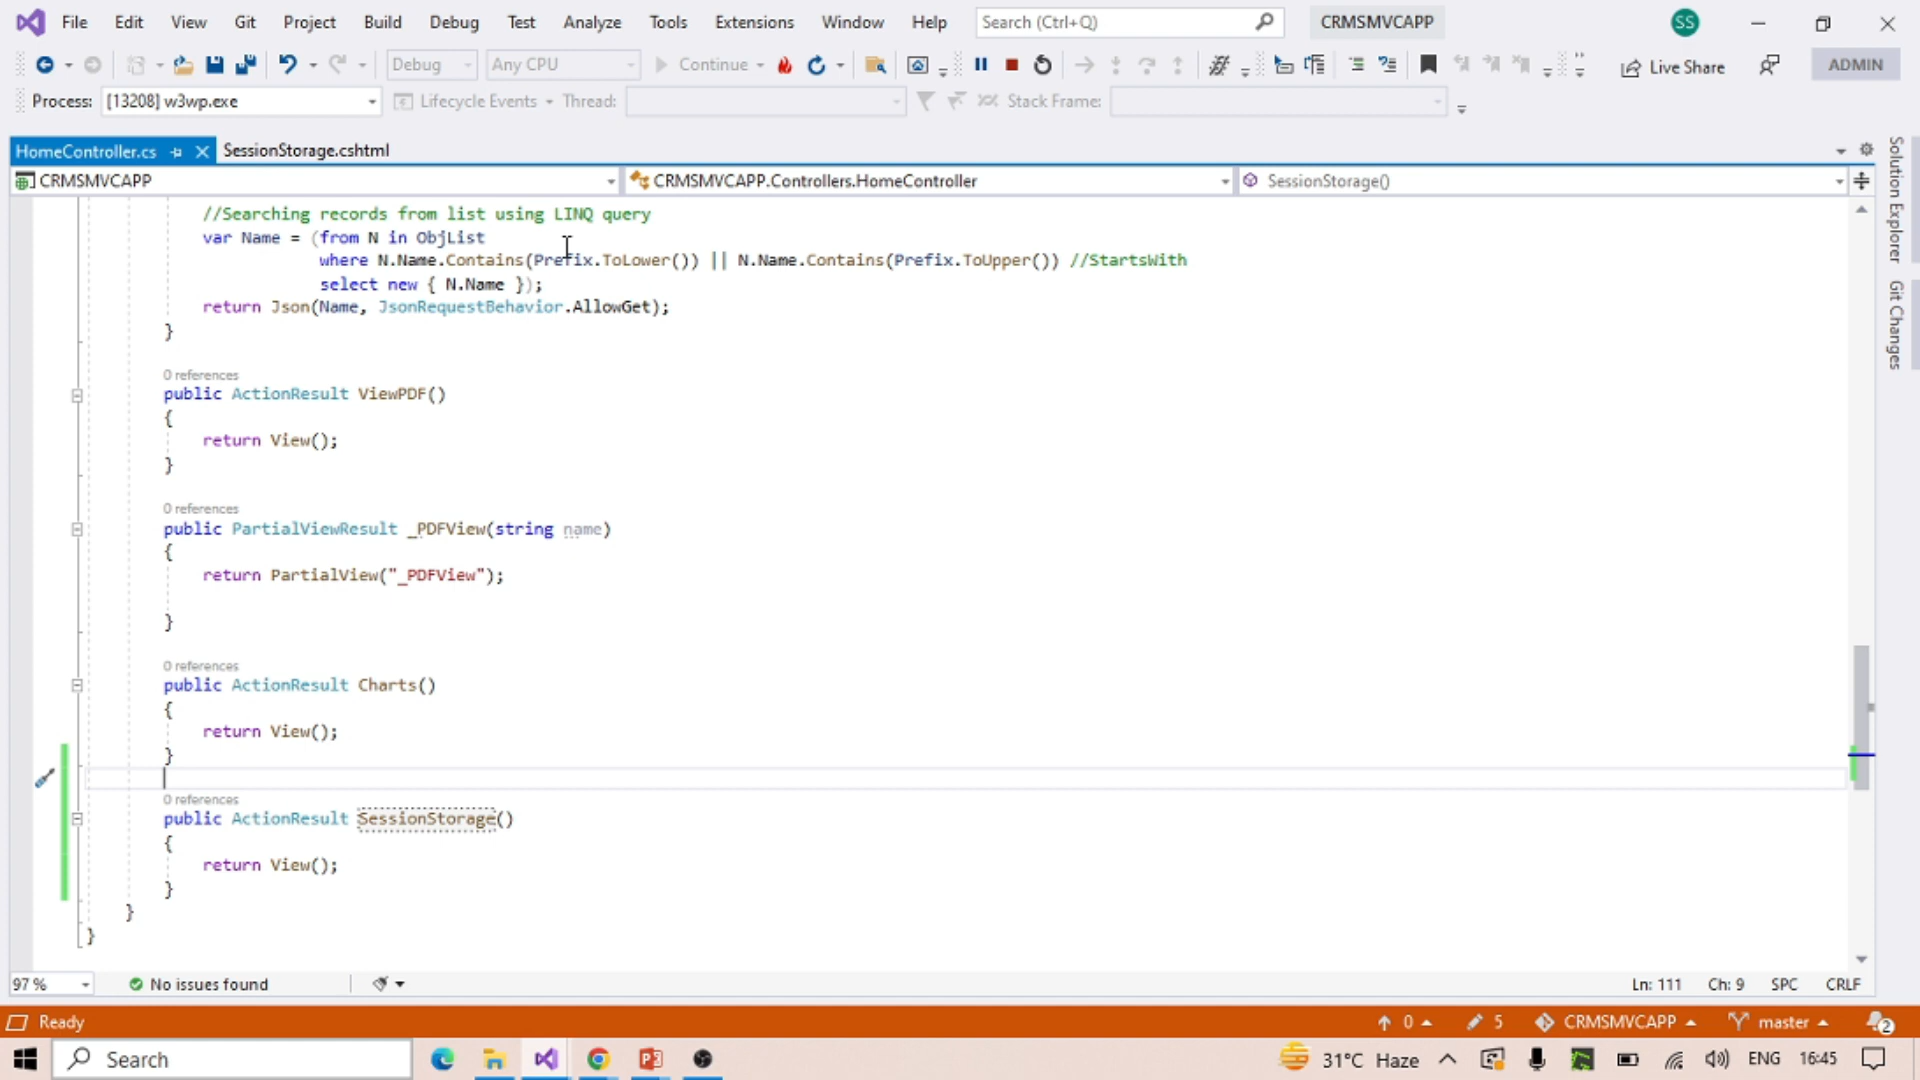 File Edit View Git Project Build Debug Test Analyze Tools Extensions Window Help Search (Ctrl+Q) CRMSMVCAPP SS
Debug Any CPU Continue Live Share ADMIN
Process: [13208] w3wp.exe Lifecycle Events Thread: Stack Frame:
HomeController.cs SessionStorage.cshtml
CRMSMVCAPP CRMSMVCAPP.Controllers.HomeController SessionStorage()
Solution Explorer
Git Changes
//Searching records from list using LINQ query
var Name = (from N in ObjList
where N.Name.Contains(Prefix.ToLower()) || N.Name.Contains(Prefix.ToUpper()) //StartsWith
select new { N.Name });
return Json(Name, JsonRequestBehavior.AllowGet);
}
0 references
public ActionResult ViewPDF()
{
return View();
}
0 references
public PartialViewResult _PDFView(string name)
{
return PartialView("_PDFView");
}
0 references
public ActionResult Charts()
{
return View();
}
0 references
public ActionResult SessionStorage()
{
return View();
}
}
}
97 % No issues found Ln: 111 Ch: 9 SPC CRLF
Ready 0 5 CRMSMVCAPP master 2
Search 31°C Haze ENG 16:45